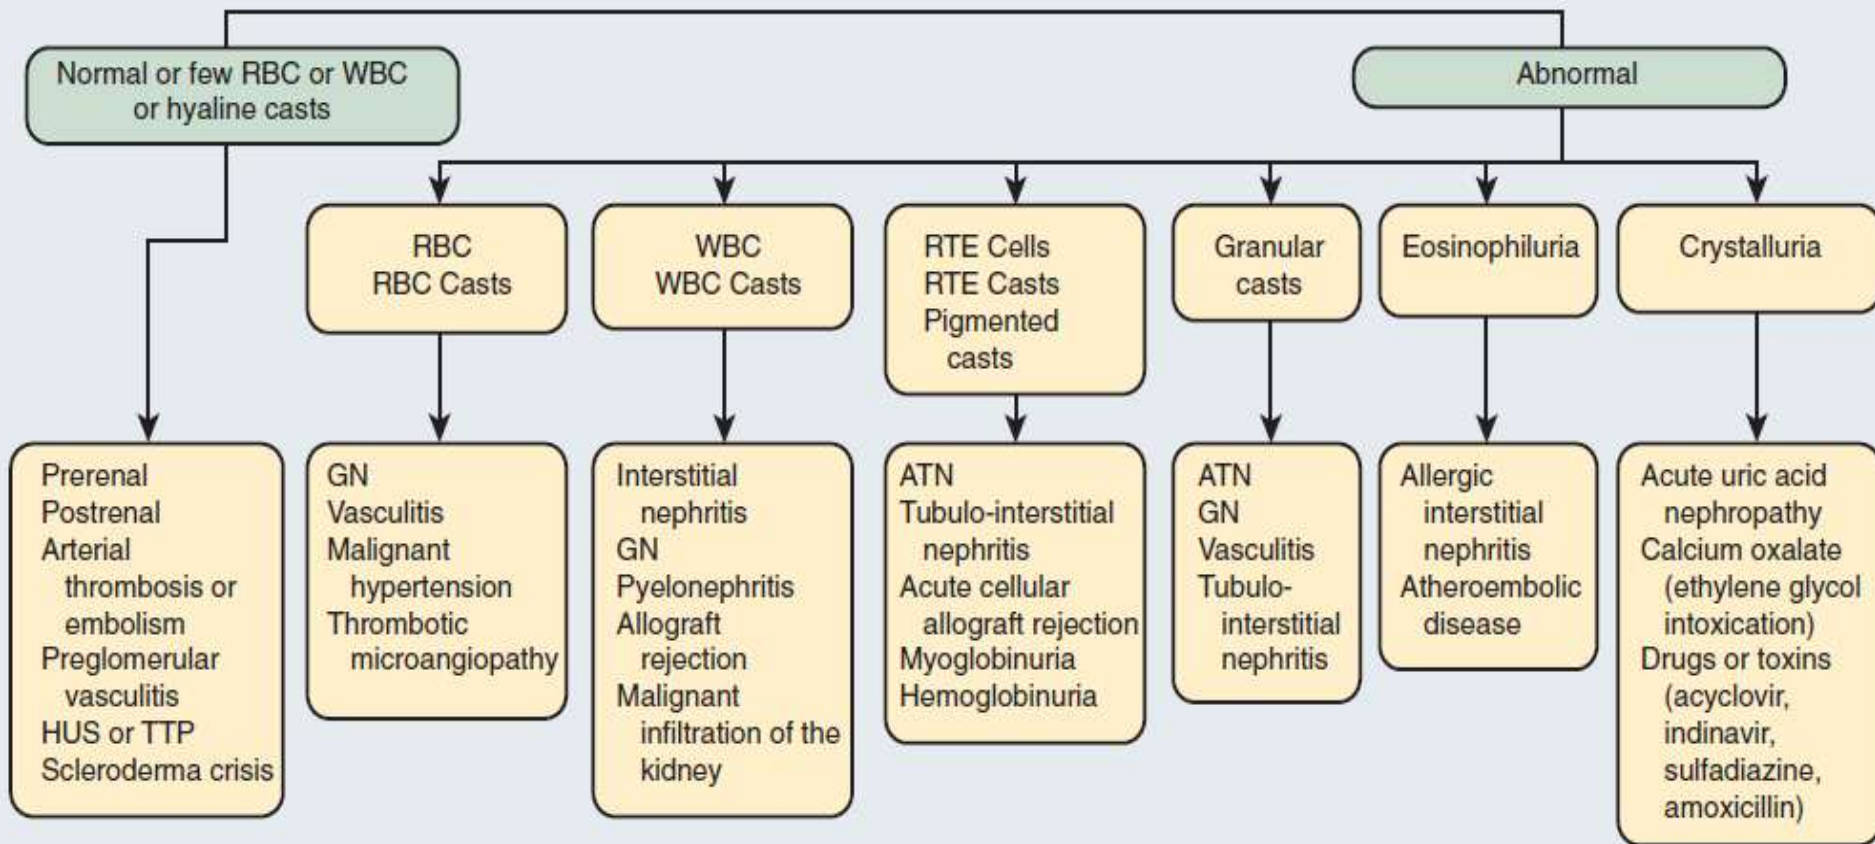 Normal or few RBC or WBC
or hyaline casts
Abnormal
RBC
RBC Casts
WBC
WBC Casts
RTE Cells
RTE Casts
Pigmented
casts
Granular
casts
Eosinophiluria
Crystalluria
Prerenal
Postrenal
Arterial
thrombosis or
embolism
Preglomerular
vasculitis
HUS or TTP
Scleroderma crisis
GN
Vasculitis
Malignant
hypertension
Thrombotic
microangiopathy
Interstitial
nephritis
GN
Pyelonephritis
Allograft
rejection
Malignant
infiltration of the
kidney
ATN
Tubulo-interstitial
nephritis
Acute cellular
allograft rejection
Myoglobinuria
Hemoglobinuria
ATN
GN
Vasculitis
Tubulo-
interstitial
nephritis
Allergic
interstitial
nephritis
Atheroembolic
disease
Acute uric acid
nephropathy
Calcium oxalate
(ethylene glycol
intoxication)
Drugs or toxins
(acyclovir,
indinavir,
sulfadiazine,
amoxicillin)